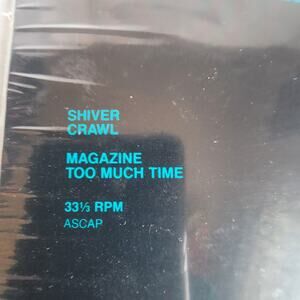 SHIVER
CRAWL
MAGAZINE
TOO MUCH TIME
33⅓ RPM
ASCAP